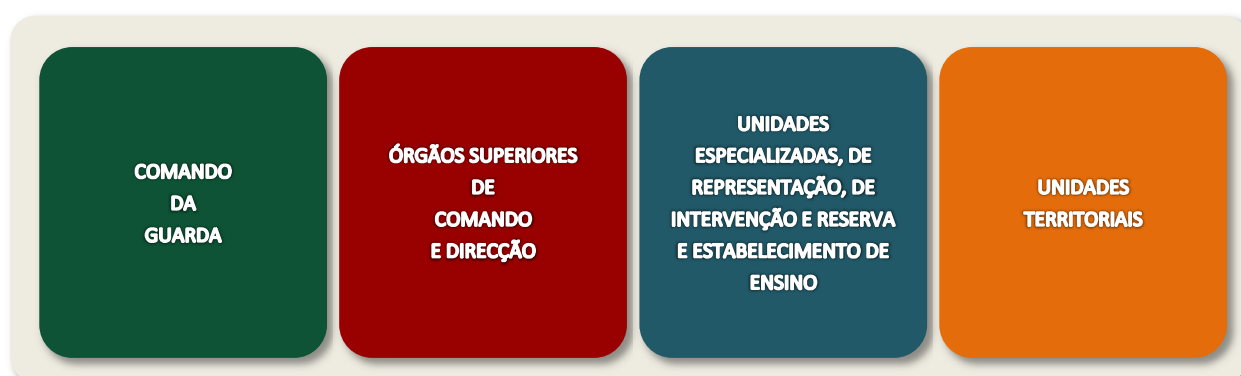 COMANDO
DA
GUARDA
ÓRGÃOS SUPERIORES
DE
COMANDO
E DIRECÇÃO
UNIDADES
ESPECIALIZADAS, DE
REPRESENTAÇÃO, DE
INTERVENÇÃO E RESERVA
E ESTABELECIMENTO DE
ENSINO
UNIDADES
TERRITORIAIS